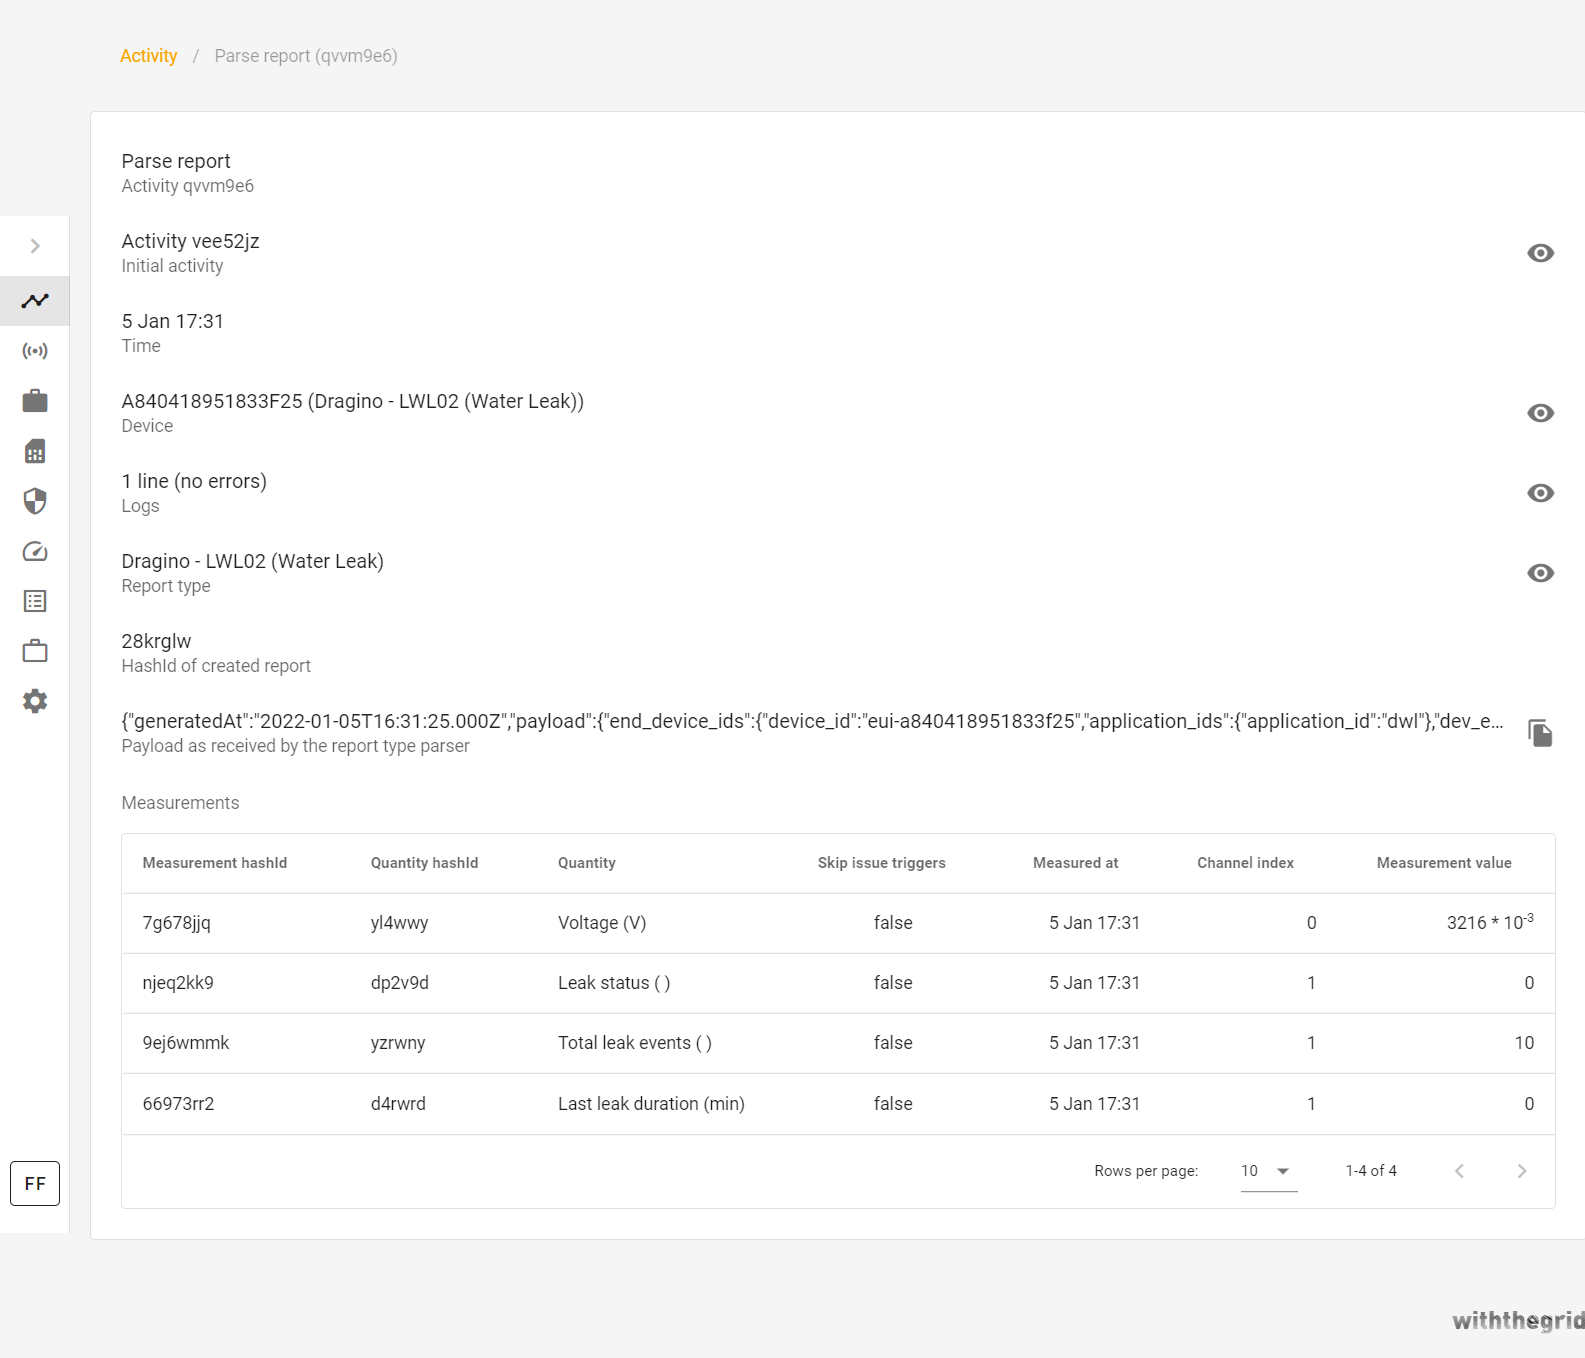 Activity / Parse report (qvvm9e6)
Parse report
Activity qvvm9e6
Activity vee52jz
Initial activity
5 Jan 17:31
Time
A840418951833F25 (Dragino - LWL02 (Water Leak))
Device
1 line (no errors)
Logs
Dragino - LWL02 (Water Leak)
Report type
28krglw
HashId of created report
{"generatedAt":"2022-01-05T16:31:25.000Z","payload":{"end_device_ids":{"device_id":"eui-a840418951833f25","application_ids":{"application_id":"dwl"},"dev_e...
Payload as received by the report type parser
Measurements
Measurement hashId Quantity hashId Quantity Skip issue triggers Measured at Channel index Measurement value
7g678jjq yl4wwy Voltage (V) false 5 Jan 17:31 0 3216 * 10⁻³
njeq2kk9 dp2v9d Leak status ( ) false 5 Jan 17:31 1 0
9ej6wmmk yzrwny Total leak events ( ) false 5 Jan 17:31 1 10
66973rr2 d4rwrd Last leak duration (min) false 5 Jan 17:31 1 0
Rows per page: 10 1-4 of 4
FF
withthegrid